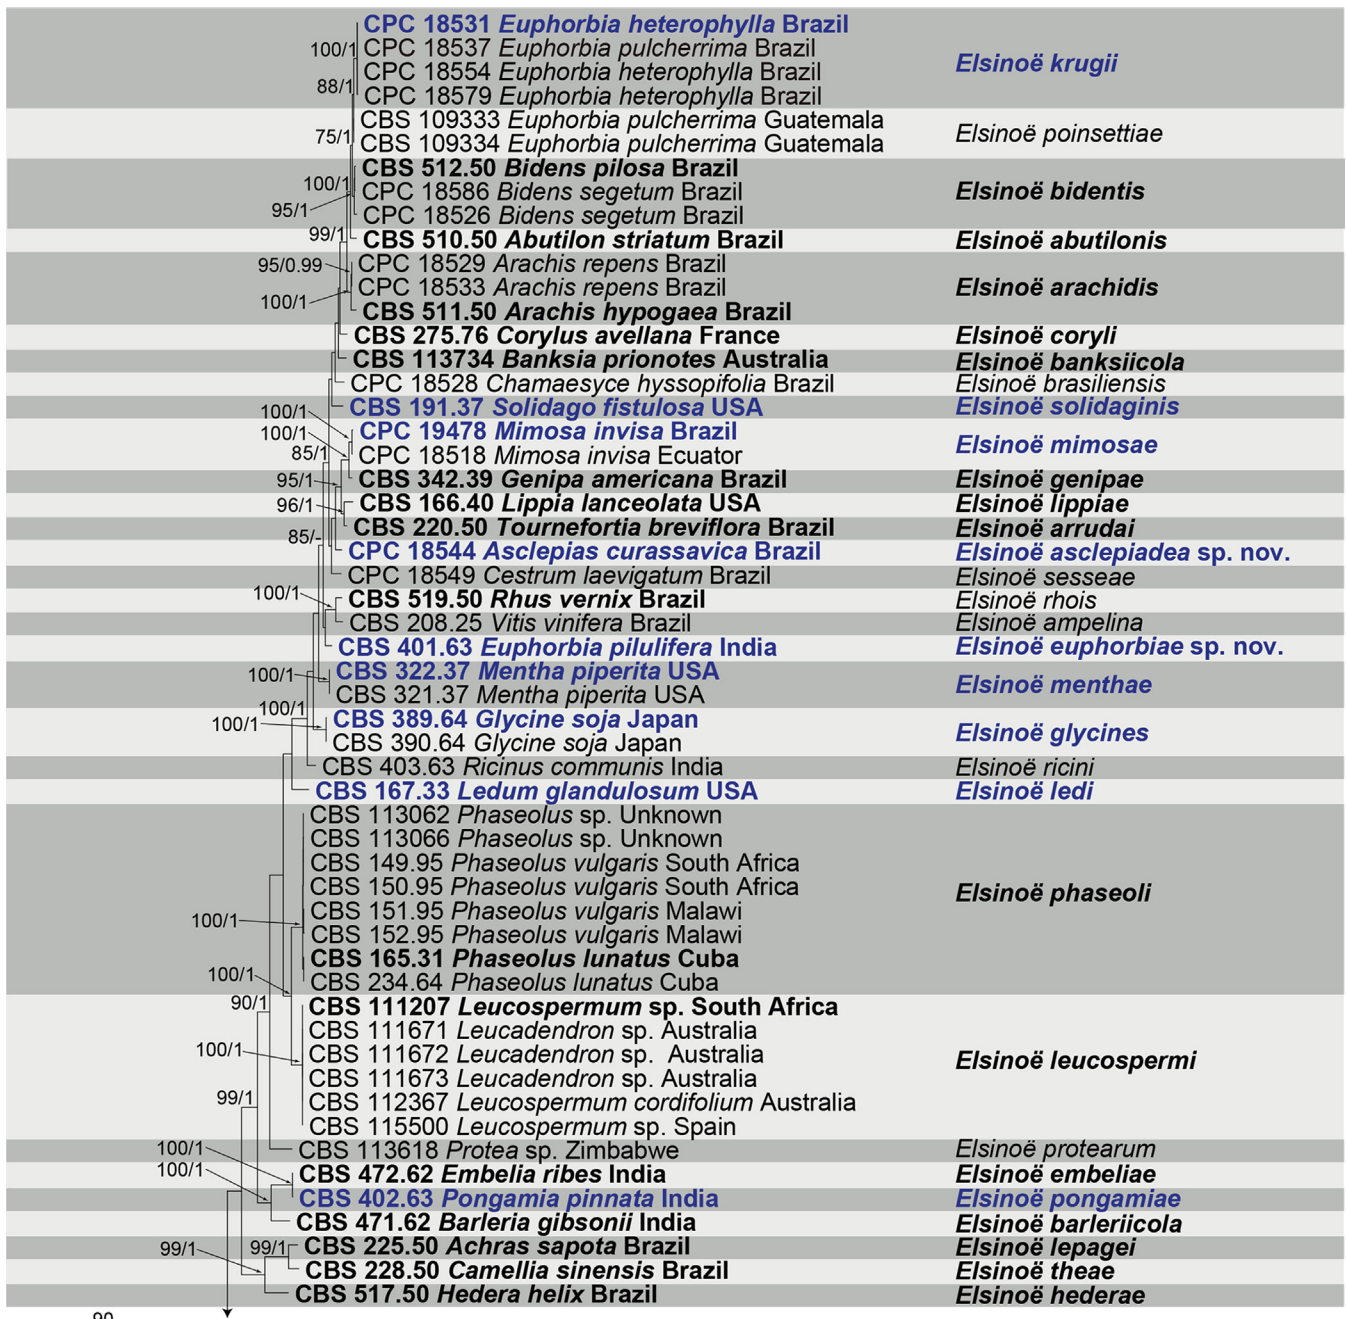 CPC 18531 Euphorbia heterophylla Brazil
100/1 CPC 18537 Euphorbia pulcherrima Brazil
Elsinoë krugii
CPC 18554 Euphorbia heterophylla Brazil
88/1 CPC 18579 Euphorbia heterophylla Brazil
CBS 109333 Euphorbia pulcherrima Guatemala
75/1 Elsinoë poinsettiae
CBS 109334 Euphorbia pulcherrima Guatemala
CBS 512.50 Bidens pilosa Brazil
100/1 CPC 18586 Bidens segetum Brazil Elsinoë bidentis
95/1 CPC 18526 Bidens segetum Brazil
99/1 CBS 510.50 Abutilon striatum Brazil Elsinoë abutilonis
95/0.99 CPC 18529 Arachis repens Brazil
CPC 18533 Arachis repens Brazil Elsinoë arachidis
100/1 CBS 511.50 Arachis hypogaea Brazil
CBS 275.76 Corylus avellana France Elsinoë coryli
CBS 113734 Banksia prionotes Australia Elsinoë banksiicola
CPC 18528 Chamaesyce hyssopifolia Brazil Elsinoë brasiliensis
100/1 CBS 191.37 Solidago fistulosa USA Elsinoë solidaginis
100/1 CPC 19478 Mimosa invisa Brazil
Elsinoë mimosae
85/1 CPC 18518 Mimosa invisa Ecuador
95/1 CBS 342.39 Genipa americana Brazil Elsinoë genipae
96/1 CBS 166.40 Lippia lanceolata USA Elsinoë lippiae
85/- CBS 220.50 Tournefortia breviflora Brazil Elsinoë arrudai
CPC 18544 Asclepias curassavica Brazil Elsinoë asclepiadea sp. nov.
CPC 18549 Cestrum laevigatum Brazil Elsinoë sesseae
100/1 CBS 519.50 Rhus vernix Brazil Elsinoë rhois
CBS 208.25 Vitis vinifera Brazil Elsinoë ampelina
CBS 401.63 Euphorbia pilulifera India Elsinoë euphorbiae sp. nov.
100/1 CBS 322.37 Mentha piperita USA
Elsinoë menthae
CBS 321.37 Mentha piperita USA
100/1
100/1 CBS 389.64 Glycine soja Japan
Elsinoë glycines
CBS 390.64 Glycine soja Japan
CBS 403.63 Ricinus communis India Elsinoë ricini
CBS 167.33 Ledum glandulosum USA Elsinoë ledi
CBS 113062 Phaseolus sp. Unknown
CBS 113066 Phaseolus sp. Unknown
CBS 149.95 Phaseolus vulgaris South Africa
CBS 150.95 Phaseolus vulgaris South Africa Elsinoë phaseoli
100/1 CBS 151.95 Phaseolus vulgaris Malawi
CBS 152.95 Phaseolus vulgaris Malawi
CBS 165.31 Phaseolus lunatus Cuba
100/1 CBS 234.64 Phaseolus lunatus Cuba
90/1 CBS 111207 Leucospermum sp. South Africa
CBS 111671 Leucadendron sp. Australia
100/1 CBS 111672 Leucadendron sp. Australia Elsinoë leucospermi
CBS 111673 Leucadendron sp. Australia
99/1 CBS 112367 Leucospermum cordifolium Australia
CBS 115500 Leucospermum sp. Spain
100/1 CBS 113618 Protea sp. Zimbabwe Elsinoë protearum
100/1 CBS 472.62 Embelia ribes India Elsinoë embeliae
CBS 402.63 Pongamia pinnata India Elsinoë pongamiae
CBS 471.62 Barleria gibsonii India Elsinoë barleriicola
99/1 99/1 CBS 225.50 Achras sapota Brazil Elsinoë lepagei
CBS 228.50 Camellia sinensis Brazil Elsinoë theae
CBS 517.50 Hedera helix Brazil Elsinoë hederae